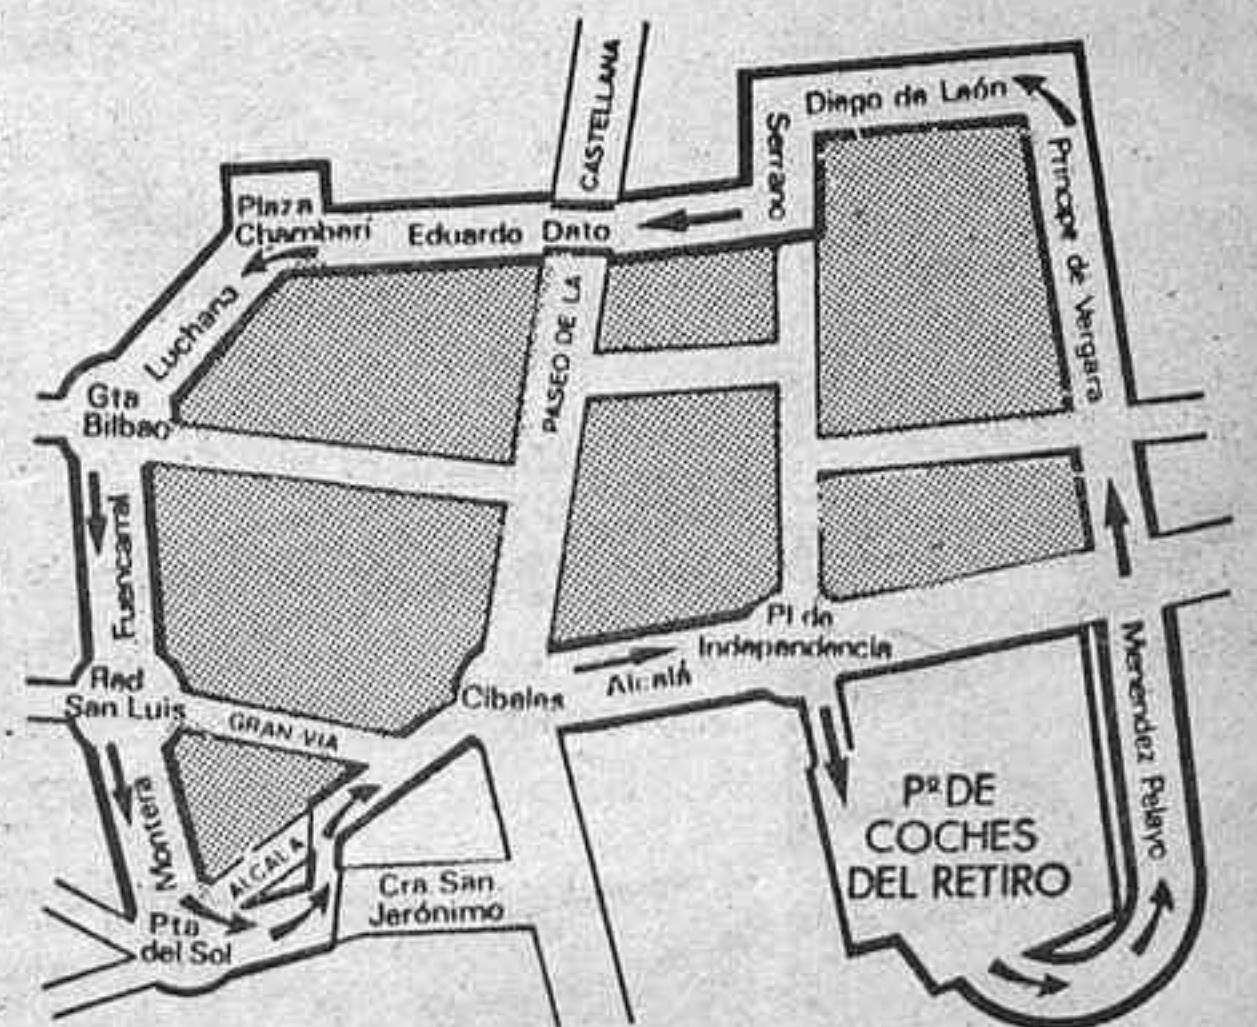 CASTELLANA
Diego de León
Serrano
Príncipe de Vergara
Plaza
Chamberí
Eduardo Dato
Luchana
PASEO DE LA
Gta
Bilbao
Fuencarral
Red
San Luis
GRAN VIA
Cibeles
Alcalá
Pl de
Independencia
Menéndez Pelayo
Montera
ALCALA
Pta
del Sol
Cra. San
Jerónimo
Pº DE
COCHES
DEL RETIRO